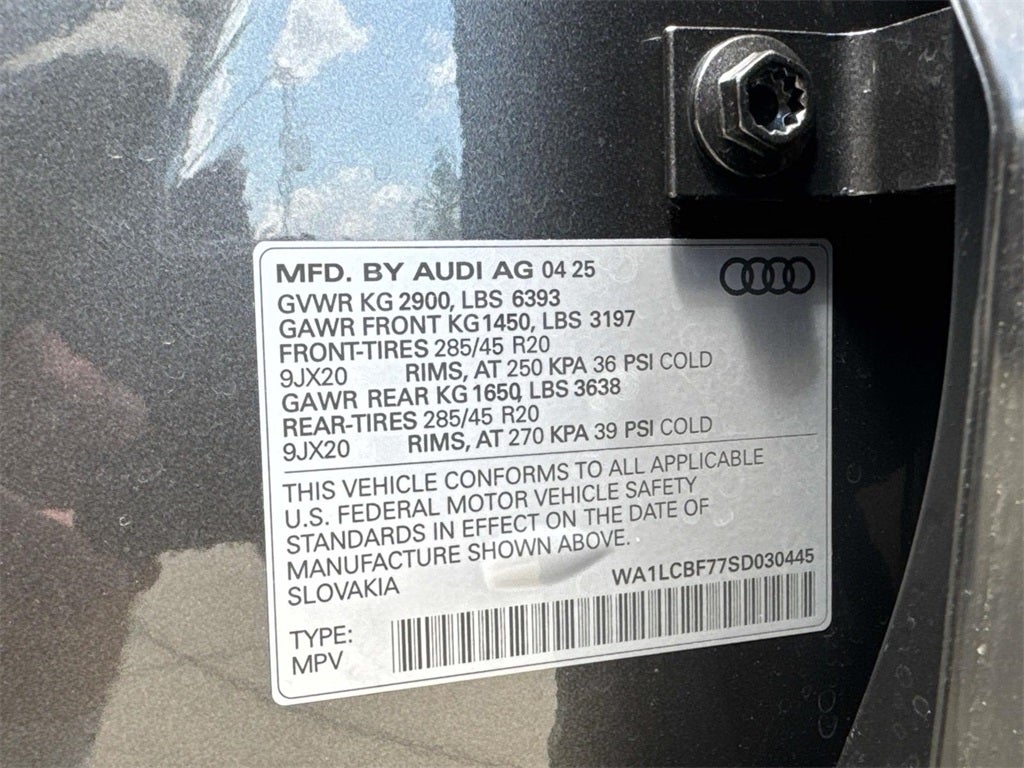 MFD. BY AUDI AG 04 25
GVWR KG 2900, LBS 6393
GAWR FRONT KG1450, LBS 3197
FRONT-TIRES 285/45 R20
9JX20 RIMS, AT 250 KPA 36 PSI COLD
GAWR REAR KG 1650, LBS 3638
REAR-TIRES 285/45 R20
9JX20 RIMS, AT 270 KPA 39 PSI COLD
THIS VEHICLE CONFORMS TO ALL APPLICABLE
U.S. FEDERAL MOTOR VEHICLE SAFETY
STANDARDS IN EFFECT ON THE DATE OF
MANUFACTURE SHOWN ABOVE.
SLOVAKIA WA1LCBF77SD030445
TYPE:
MPV